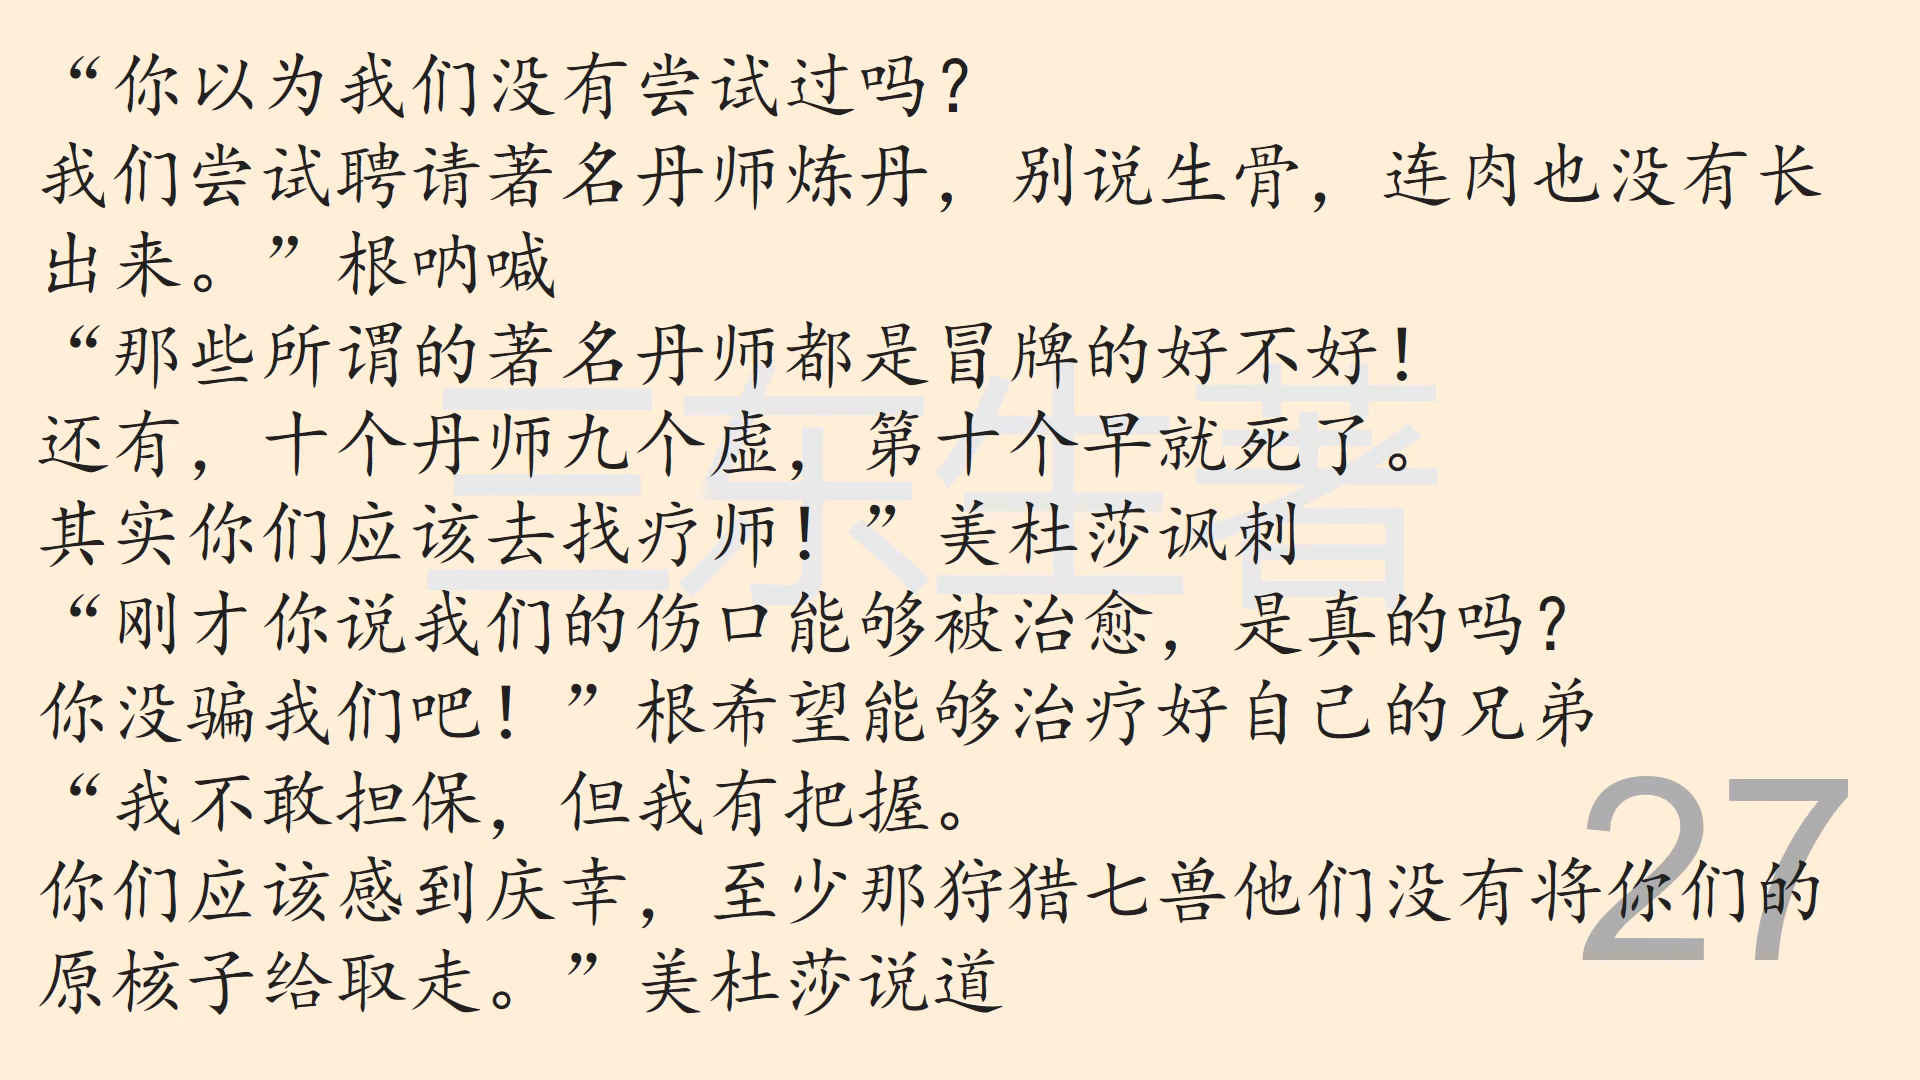 “你以为我们没有尝试过吗？
我们尝试聘请著名丹师炼丹，别说生骨，连肉也没有长
出来。”根呐喊
“那些所谓的著名丹师都是冒牌的好不好！
还有，十个丹师九个虚，第十个早就死了。
其实你们应该去找疗师！”美杜莎讽刺
“刚才你说我们的伤口能够被治愈，是真的吗？
你没骗我们吧！”根希望能够治疗好自己的兄弟
“我不敢担保，但我有把握。
你们应该感到庆幸，至少那狩猎七兽他们没有将你们的
原核子给取走。”美杜莎说道
三东生著
27